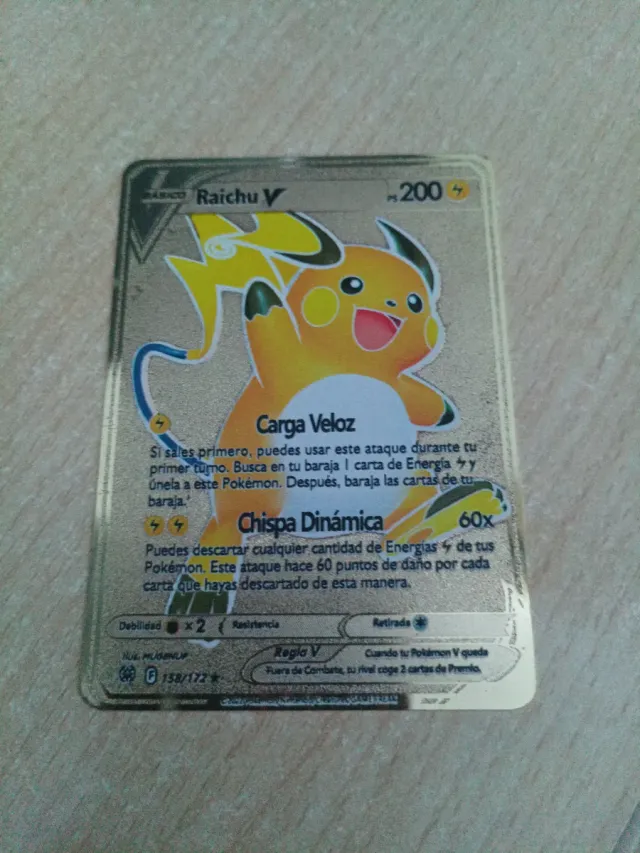 BÁSICO Raichu V PS 200
Carga Veloz
Si sales primero, puedes usar este ataque durante tu
primer turno. Busca en tu baraja 1 carta de Energía y
únela a este Pokémon. Después, baraja las cartas de tu
baraja.
Chispa Dinámica 60x
Puedes descartar cualquier cantidad de Energías de tus
Pokémon. Este ataque hace 60 puntos de daño por cada
carta que hayas descartado de esta manera.
Debilidad x2 Resistencia Retirada
Regla V Cuando tu Pokémon V queda
Fuera de Combate, tu rival coge 2 cartas de Premio.
F 158/172